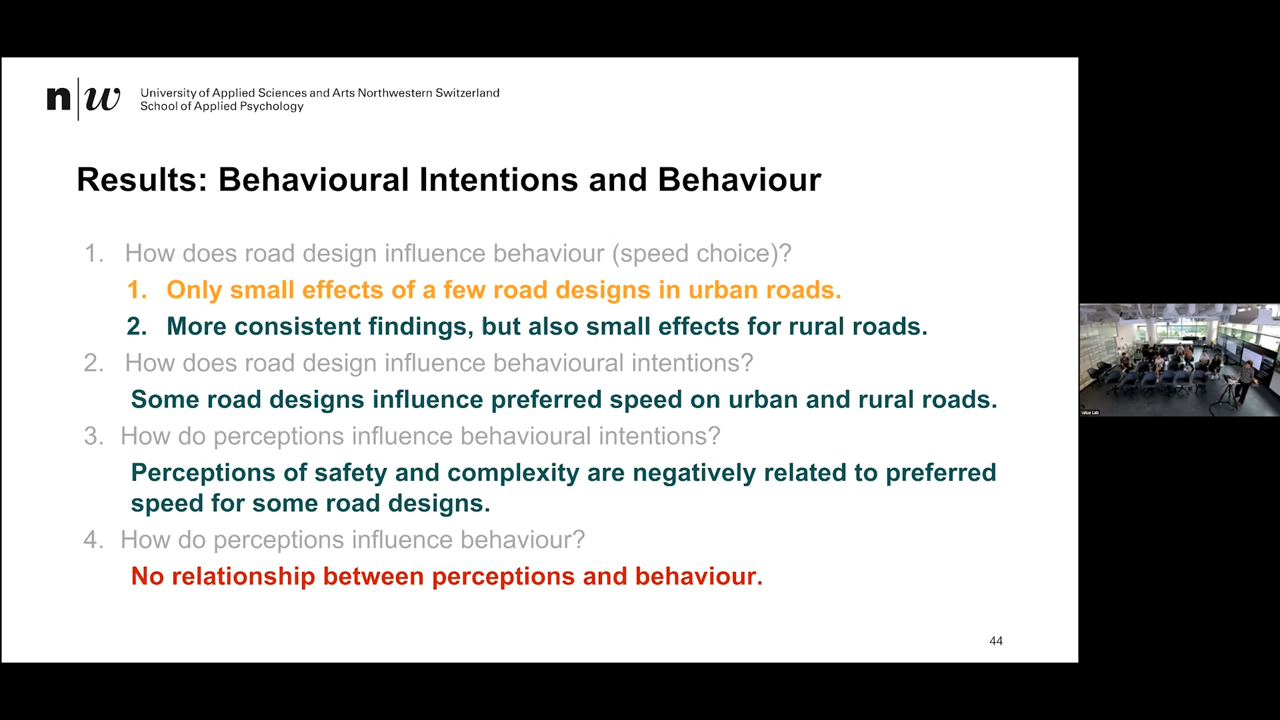 n|w University of Applied Sciences and Arts Northwestern Switzerland
School of Applied Psychology
Results: Behavioural Intentions and Behaviour
1. How does road design influence behaviour (speed choice)?
1. Only small effects of a few road designs in urban roads.
2. More consistent findings, but also small effects for rural roads.
2. How does road design influence behavioural intentions?
Some road designs influence preferred speed on urban and rural roads.
3. How do perceptions influence behavioural intentions?
Perceptions of safety and complexity are negatively related to preferred
speed for some road designs.
4. How do perceptions influence behaviour?
No relationship between perceptions and behaviour.
44
Value Lab